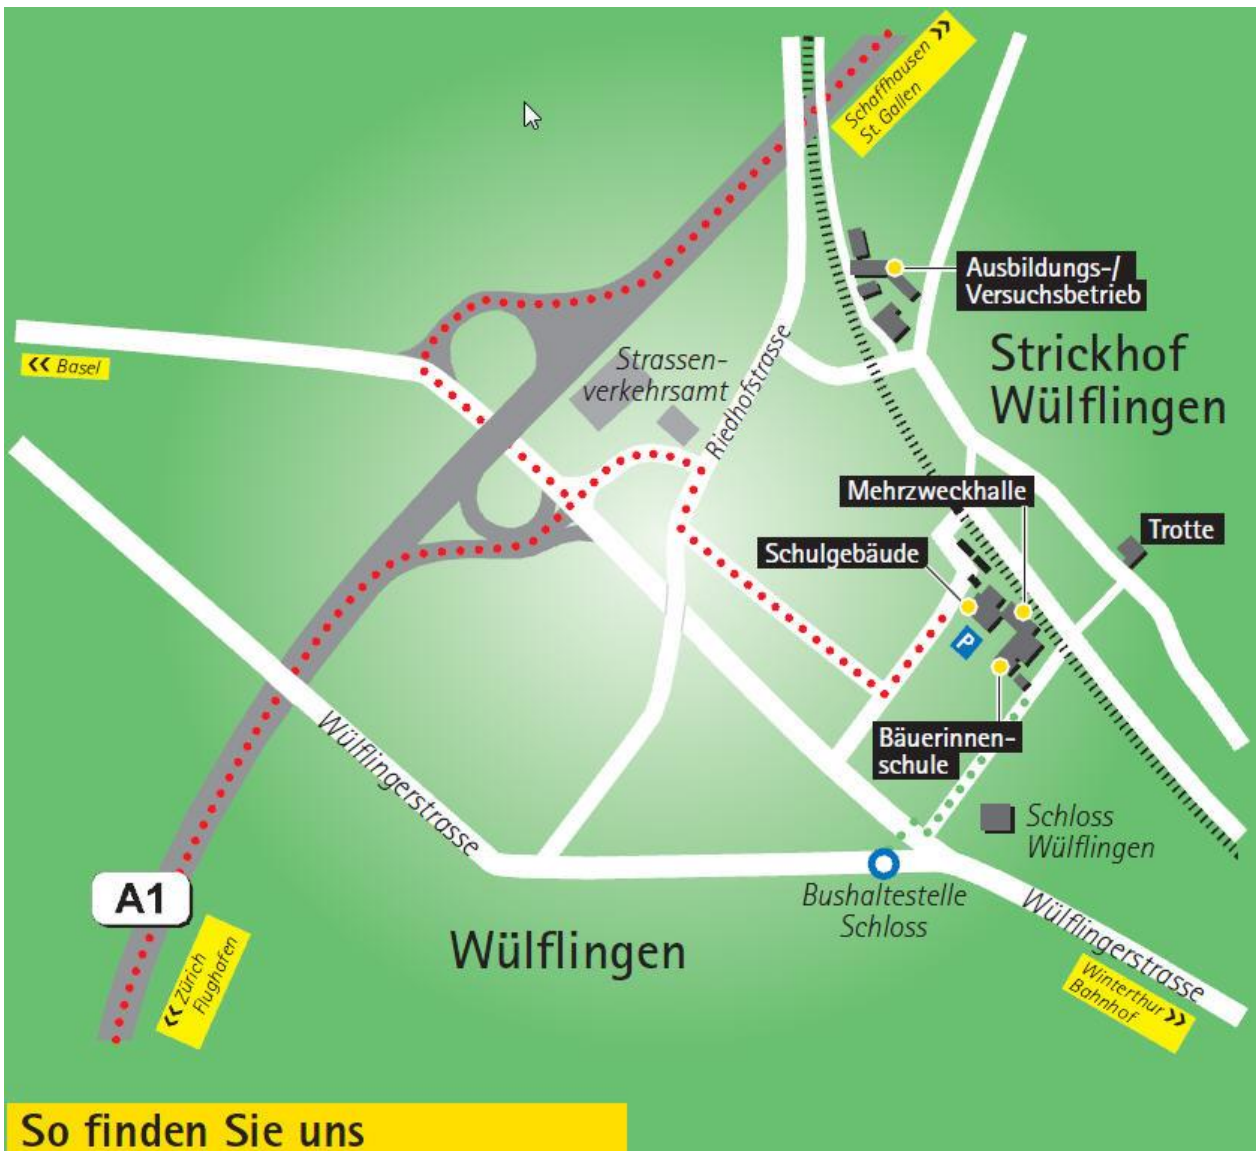 Schaffhausen >>
St. Gallen
Ausbildungs-/
Versuchsbetrieb
<< Basel
Strassen-
verkehrsamt
Riedhofstrasse
Strickhof
Wülflingen
Mehrzweckhalle
Schulgebäude
Trotte
P
Wülflingerstrasse
Bäuerinnen-
schule
Schloss
Wülflingen
A1
Bushaltestelle
Schloss
Wülflingerstrasse
Wülflingen
<< Zürich
Flughafen
Winterthur >>
Bahnhof
So finden Sie uns